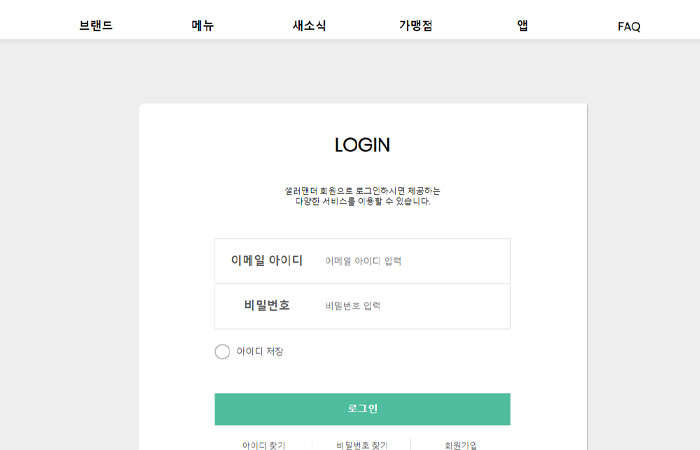 브랜드 메뉴 새소식 가맹점 앱 FAQ
LOGIN
샐러맨더 회원으로 로그인하시면 제공하는
다양한 서비스를 이용할 수 있습니다.
이메일 아이디 이메일 아이디 입력
비밀번호 비밀번호 입력
아이디 저장
로그인
아이디 찾기 비밀번호 찾기 회원가입